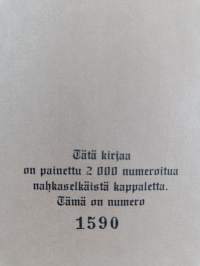 Tätä kirjaa
on painettu 2 000 numeroitua
nahkaselkäistä kappaletta.
Tämä on numero
1590